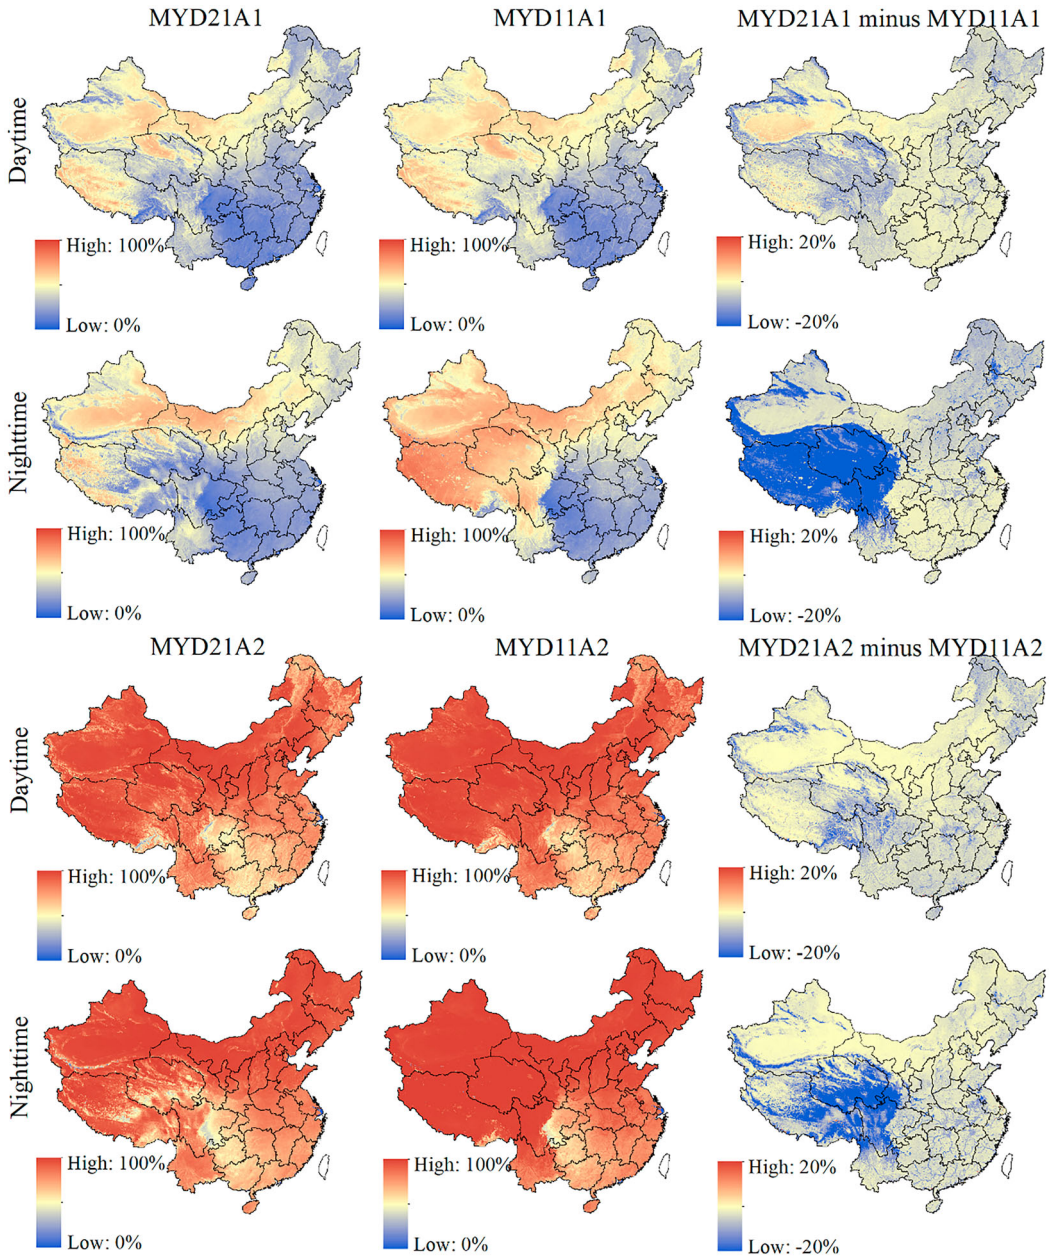 MYD21A1
MYD11A1
MYD21A1 minus MYD11A1
Daytime
High: 100%
Low: 0%
High: 100%
Low: 0%
High: 20%
Low: -20%
Nighttime
High: 100%
Low: 0%
High: 100%
Low: 0%
High: 20%
Low: -20%
MYD21A2
MYD11A2
MYD21A2 minus MYD11A2
Daytime
High: 100%
Low: 0%
High: 100%
Low: 0%
High: 20%
Low: -20%
Nighttime
High: 100%
Low: 0%
High: 100%
Low: 0%
High: 20%
Low: -20%